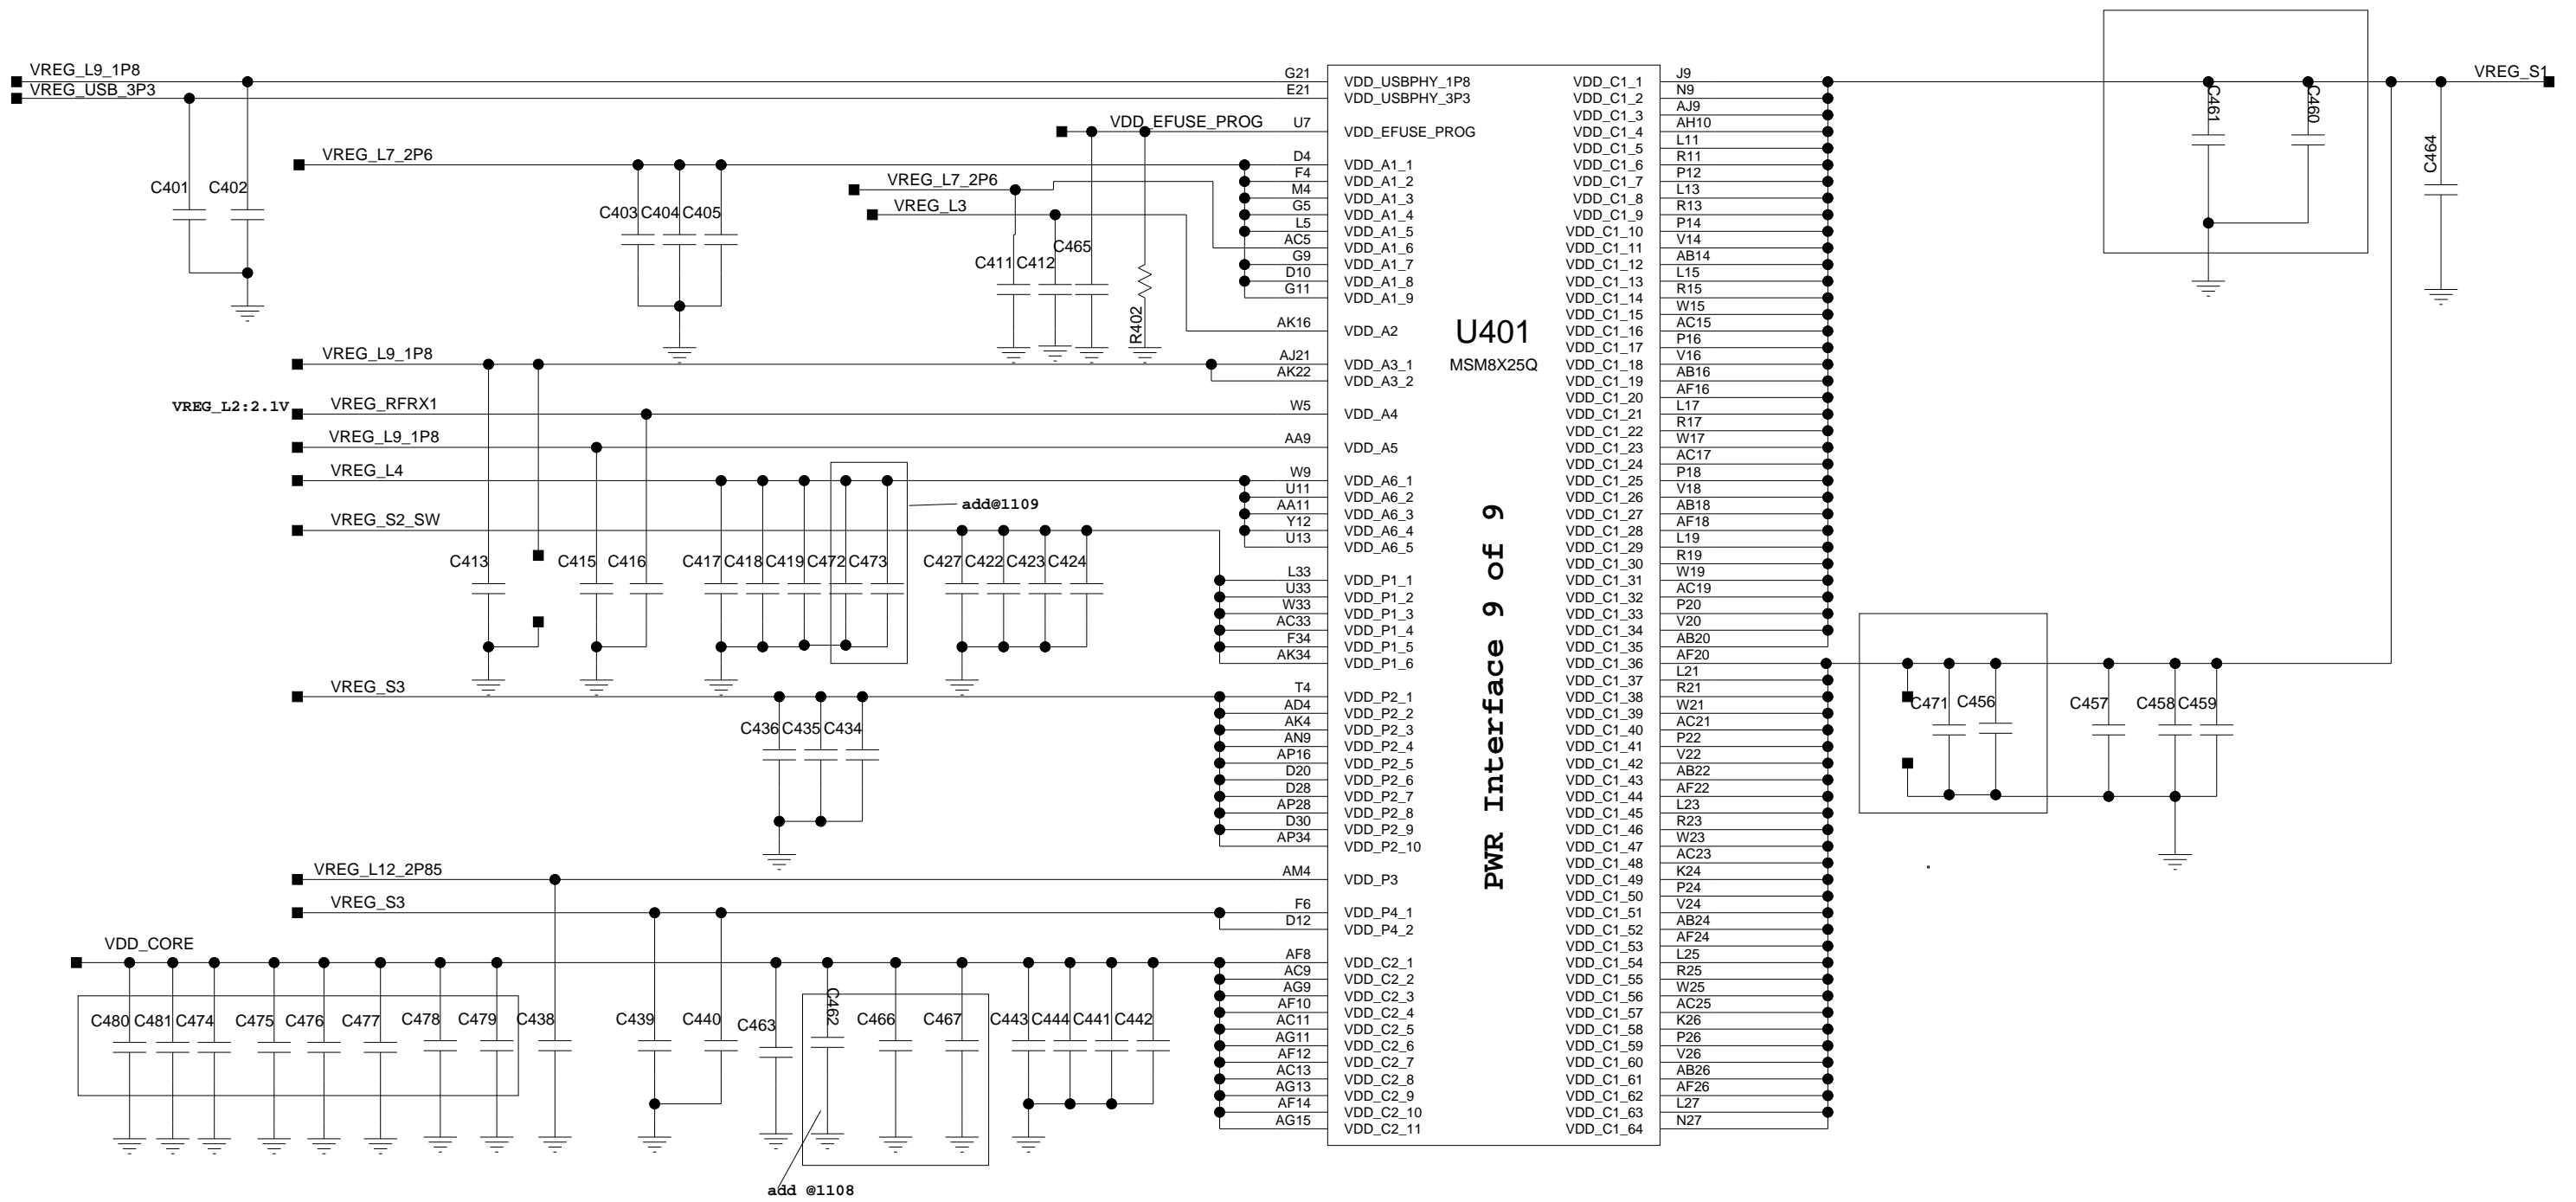 VREG_L9_1P8
VREG_USB_3P3
C401
C402
VREG_L7_2P6
C403
C404
C405
VDD_EFUSE_PROG
VREG_L7_2P6
VREG_L3
C465
C411
C412
R402
VREG_L9_1P8
VREG_L2:2.1V
VREG_RFRX1
VREG_L9_1P8
VREG_L4
add@1109
VREG_S2_SW
C413
C415
C416
C417
C418
C419
C472
C473
C427
C422
C423
C424
VREG_S3
C436
C435
C434
VREG_L12_2P85
VREG_S3
VDD_CORE
C480
C481
C474
C475
C476
C477
C478
C479
C438
C439
C440
C463
C462
C466
C467
C443
C444
C441
C442
add @1108
G21 VDD_USBPHY_1P8
E21 VDD_USBPHY_3P3
U7 VDD_EFUSE_PROG
D4 VDD_A1_1
F4 VDD_A1_2
M4 VDD_A1_3
G5 VDD_A1_4
L5 VDD_A1_5
AC5 VDD_A1_6
G9 VDD_A1_7
D10 VDD_A1_8
G11 VDD_A1_9
AK16 VDD_A2
AJ21 VDD_A3_1
AK22 VDD_A3_2
W5 VDD_A4
AA9 VDD_A5
W9 VDD_A6_1
U11 VDD_A6_2
AA11 VDD_A6_3
Y12 VDD_A6_4
U13 VDD_A6_5
L33 VDD_P1_1
U33 VDD_P1_2
W33 VDD_P1_3
AC33 VDD_P1_4
F34 VDD_P1_5
AK34 VDD_P1_6
T4 VDD_P2_1
AD4 VDD_P2_2
AK4 VDD_P2_3
AN9 VDD_P2_4
AP16 VDD_P2_5
D20 VDD_P2_6
D28 VDD_P2_7
AP28 VDD_P2_8
D30 VDD_P2_9
AP34 VDD_P2_10
AM4 VDD_P3
F6 VDD_P4_1
D12 VDD_P4_2
AF8 VDD_C2_1
AC9 VDD_C2_2
AG9 VDD_C2_3
AF10 VDD_C2_4
AC11 VDD_C2_5
AG11 VDD_C2_6
AF12 VDD_C2_7
AC13 VDD_C2_8
AG13 VDD_C2_9
AF14 VDD_C2_10
AG15 VDD_C2_11
U401
MSM8X25Q
PWR Interface 9 of 9
VDD_C1_1 J9
VDD_C1_2 N9
VDD_C1_3 AJ9
VDD_C1_4 AH10
VDD_C1_5 L11
VDD_C1_6 R11
VDD_C1_7 P12
VDD_C1_8 L13
VDD_C1_9 R13
VDD_C1_10 P14
VDD_C1_11 V14
VDD_C1_12 AB14
VDD_C1_13 L15
VDD_C1_14 R15
VDD_C1_15 W15
VDD_C1_16 AC15
VDD_C1_17 P16
VDD_C1_18 V16
VDD_C1_19 AB16
VDD_C1_20 AF16
VDD_C1_21 L17
VDD_C1_22 R17
VDD_C1_23 W17
VDD_C1_24 AC17
VDD_C1_25 P18
VDD_C1_26 V18
VDD_C1_27 AB18
VDD_C1_28 AF18
VDD_C1_29 L19
VDD_C1_30 R19
VDD_C1_31 W19
VDD_C1_32 AC19
VDD_C1_33 P20
VDD_C1_34 V20
VDD_C1_35 AB20
VDD_C1_36 AF20
VDD_C1_37 L21
VDD_C1_38 R21
VDD_C1_39 W21
VDD_C1_40 AC21
VDD_C1_41 P22
VDD_C1_42 V22
VDD_C1_43 AB22
VDD_C1_44 AF22
VDD_C1_45 L23
VDD_C1_46 R23
VDD_C1_47 W23
VDD_C1_48 AC23
VDD_C1_49 K24
VDD_C1_50 P24
VDD_C1_51 V24
VDD_C1_52 AB24
VDD_C1_53 AF24
VDD_C1_54 L25
VDD_C1_55 R25
VDD_C1_56 W25
VDD_C1_57 AC25
VDD_C1_58 K26
VDD_C1_59 P26
VDD_C1_60 V26
VDD_C1_61 AB26
VDD_C1_62 AF26
VDD_C1_63 L27
VDD_C1_64 N27
VREG_S1
C461
C460
C464
C471
C456
C457
C458
C459